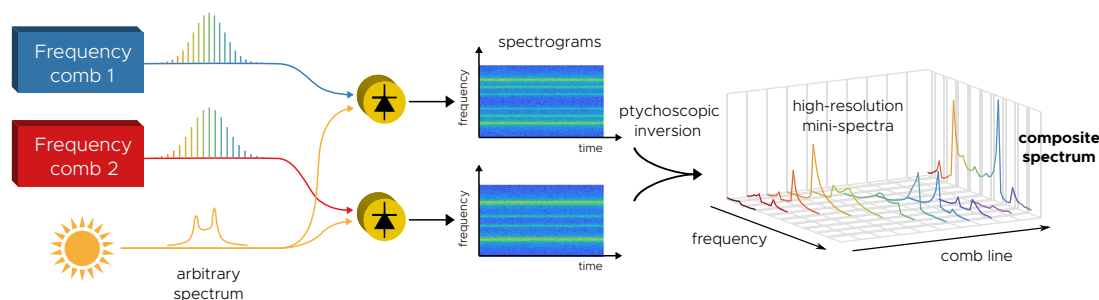 Frequency
comb 1
Frequency
comb 2
arbitrary
spectrum
spectrograms
frequency
time
frequency
time
ptychoscopic
inversion
high-resolution
mini-spectra
composite
spectrum
frequency
comb line